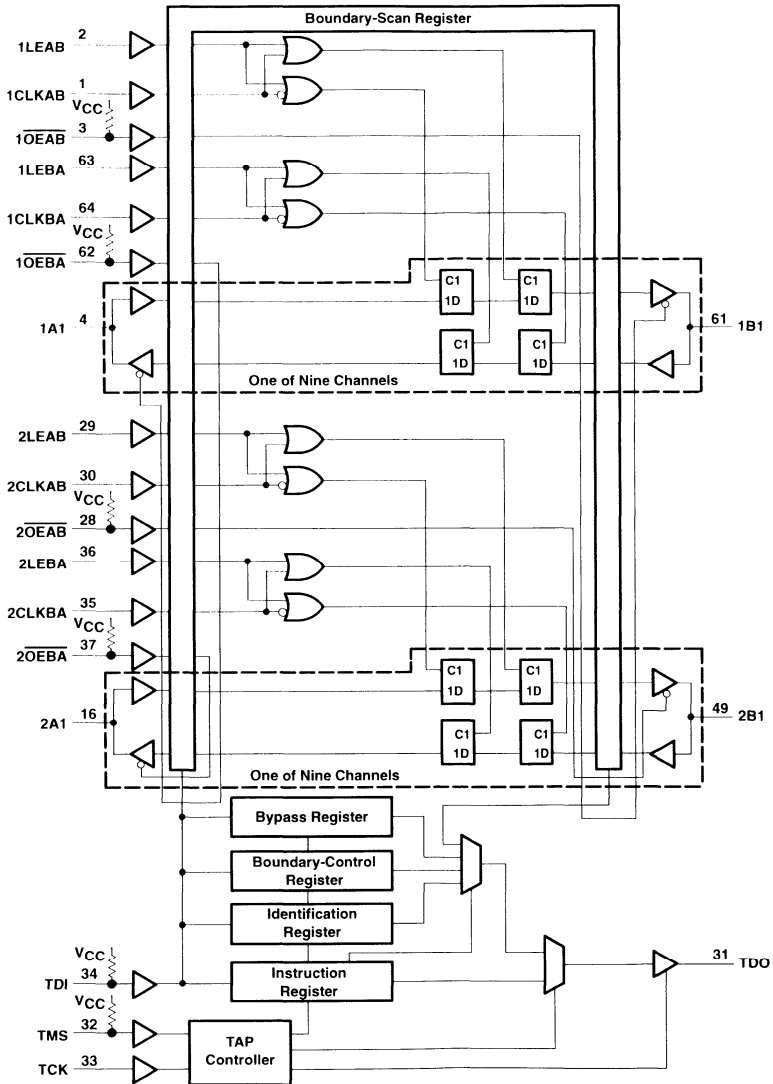 Boundary-Scan Register
1LEAB 2
1CLKAB 1
VCC
1OEAB 3
1LEBA 63
1CLKBA 64
VCC
1OEBA 62
C1 C1
1D 1D
1A1 4
61 1B1
C1 C1
1D 1D
One of Nine Channels
2LEAB 29
2CLKAB 30
VCC
2OEAB 28
2LEBA 36
2CLKBA 35
VCC
2OEBA 37
C1 C1
1D 1D
2A1 16
49 2B1
C1 C1
1D 1D
One of Nine Channels
Bypass Register
Boundary-Control
Register
Identification
Register
VCC
TDI 34
Instruction
Register
31 TDO
VCC
TMS 32
TAP
Controller
TCK 33